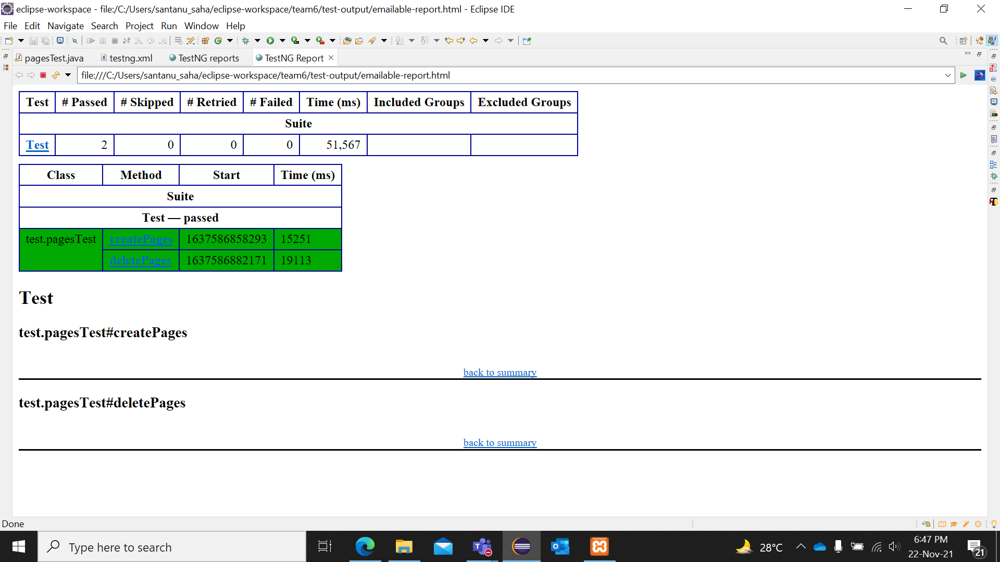 eclipse-workspace - file:/C:/Users/santanu_saha/eclipse-workspace/team6/test-output/emailable-report.html - Eclipse IDE
File Edit Navigate Search Project Run Window Help
pagesTest.java testng.xml TestNG reports TestNG Report
file:///C:/Users/santanu_saha/eclipse-workspace/team6/test-output/emailable-report.html
Test # Passed # Skipped # Retried # Failed Time (ms) Included Groups Excluded Groups
Suite
Test 2 0 0 0 51,567
Class Method Start Time (ms)
Suite
Test — passed
test.pagesTest createPages 1637586858293 15251
deletePages 1637586882171 19113
Test
test.pagesTest#createPages
back to summary
test.pagesTest#deletePages
back to summary
Done
Type here to search
28°C
6:47 PM
22-Nov-21
21